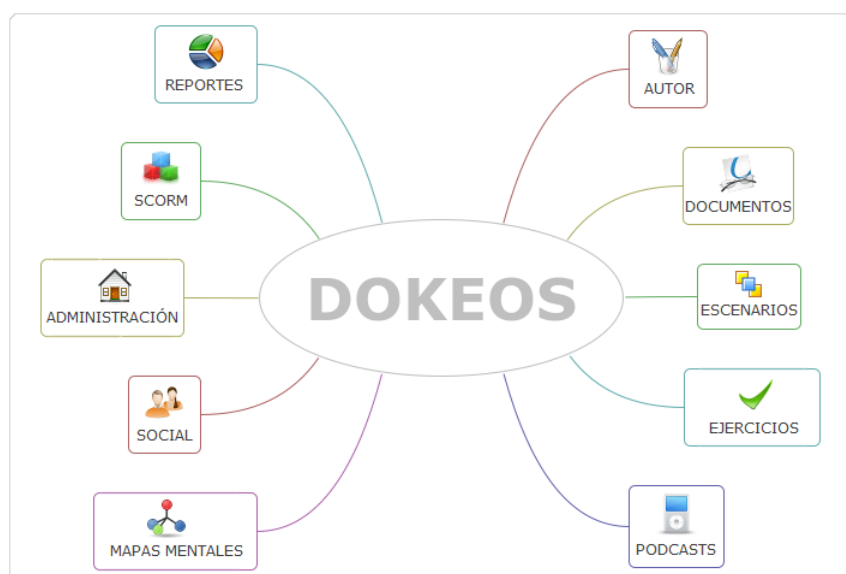 REPORTES
AUTOR
SCORM
DOCUMENTOS
ADMINISTRACIÓN
DOKEOS
ESCENARIOS
SOCIAL
EJERCICIOS
MAPAS MENTALES
PODCASTS